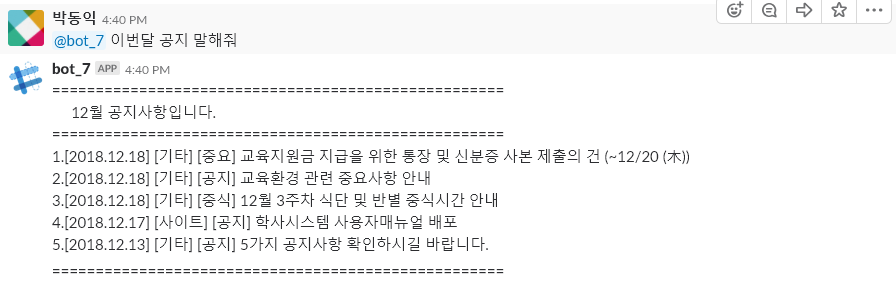 박동익 4:40 PM
@bot_7 이번달 공지 말해줘
bot_7 APP 4:40 PM
====================================================
12월 공지사항입니다.
====================================================
1.[2018.12.18] [기타] [중요] 교육지원금 지급을 위한 통장 및 신분증 사본 제출의 건 (~12/20 (木))
2.[2018.12.18] [기타] [공지] 교육환경 관련 중요사항 안내
3.[2018.12.18] [기타] [중식] 12월 3주차 식단 및 반별 중식시간 안내
4.[2018.12.17] [사이트] [공지] 학사시스템 사용자매뉴얼 배포
5.[2018.12.13] [기타] [공지] 5가지 공지사항 확인하시길 바랍니다.
====================================================